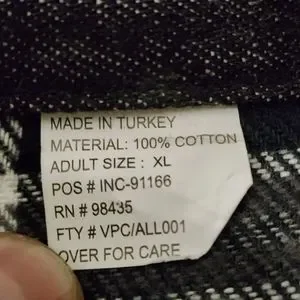 MADE IN TURKEY
MATERIAL: 100% COTTON
ADULT SIZE : XL
POS # INC-91166
RN # 98435
FTY # VPC/ALL001
OVER FOR CARE